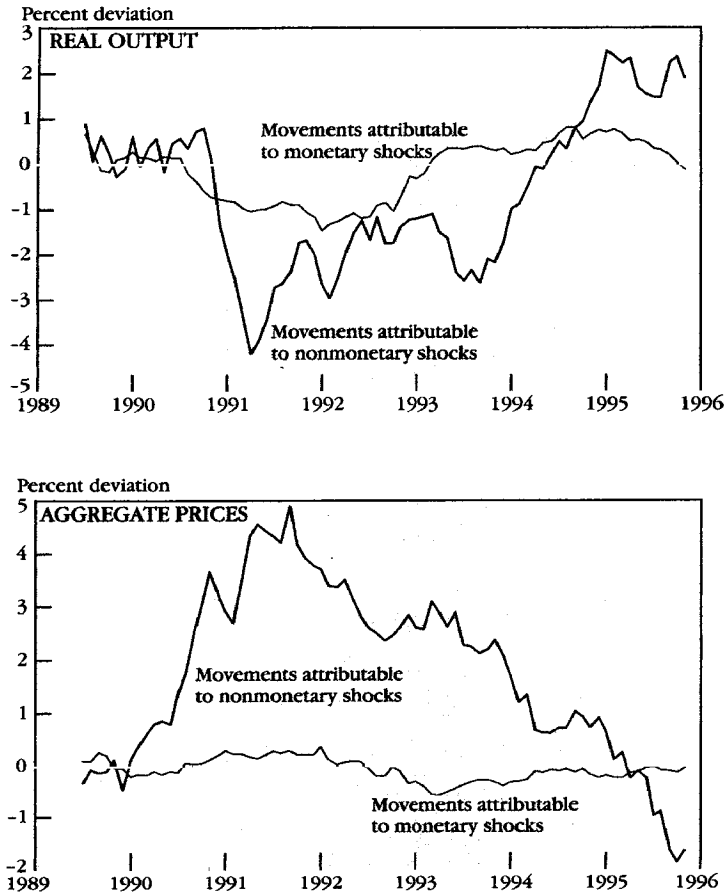 Percent deviation
3
REAL OUTPUT
2
1
Movements attributable
to monetary shocks
0
-1
-2
-3
Movements attributable
to nonmonetary shocks
-4
-5
1989 1990 1991 1992 1993 1994 1995 1996
Percent deviation
5
AGGREGATE PRICES
4
3
2
Movements attributable
to nonmonetary shocks
1
0
Movements attributable
to monetary shocks
-1
-2
1989 1990 1991 1992 1993 1994 1995 1996